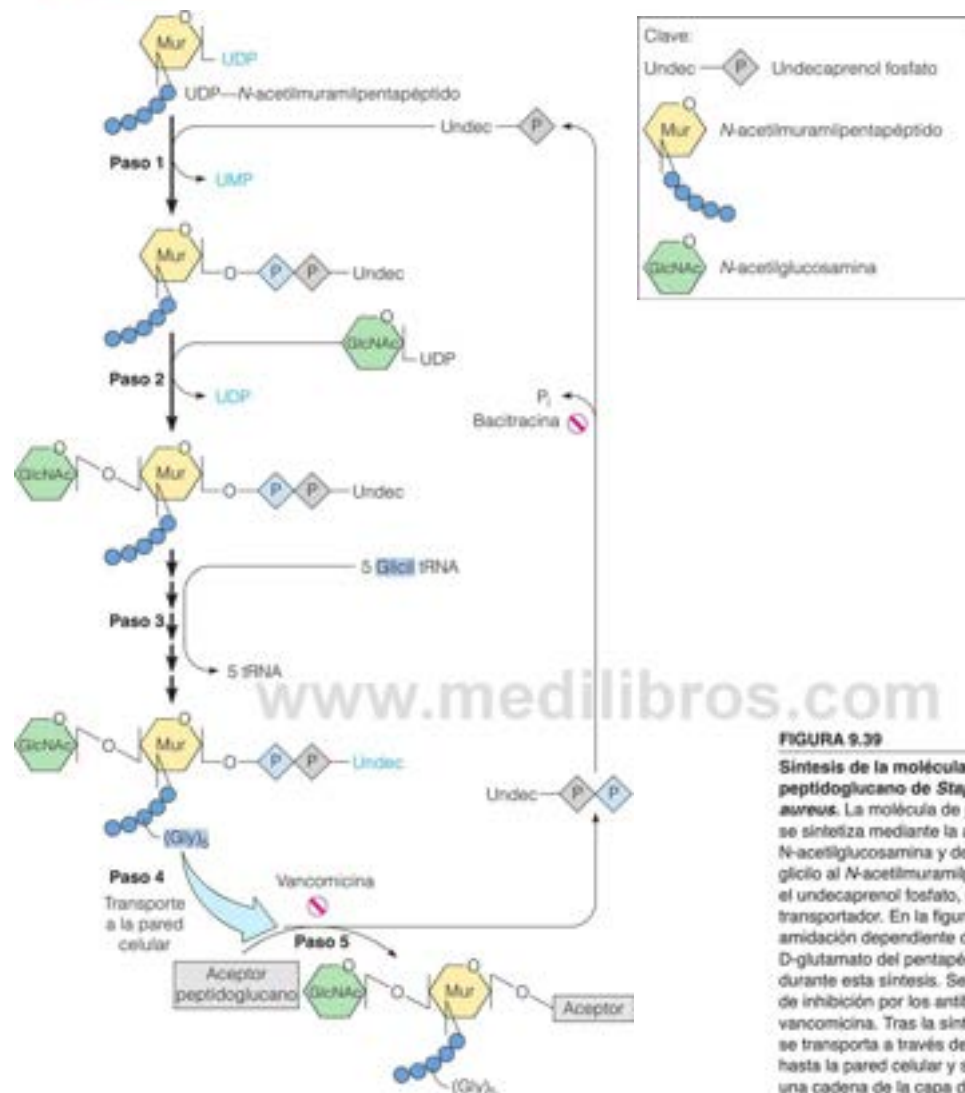 Mur
UDP
UDP—N-acetilmuramilpentapéptido
Undec
P
Paso 1
UMP
Mur
O
P
P
Undec
GlcNAc
UDP
Paso 2
UDP
GlcNAc
O
Mur
O
P
P
Undec
5 Glicil tRNA
Paso 3
5 tRNA
GlcNAc
O
Mur
O
P
P
Undec
(Gly)5
Pi
Bacitracina
Undec
P
P
Paso 4
Transporte
a la pared
celular
Vancomicina
Paso 5
Aceptor
peptidoglucano
GlcNAc
O
Mur
O
Aceptor
(Gly)5
Clave:
Undec
P
Undecaprenol fosfato
Mur
N-acetilmuramilpentapéptido
GlcNAc
N-acetilglucosamina
www.medilibros.com
FIGURA 9.39
Síntesis de la molécula
peptidoglucano de
aureus. La molécula de
se sintetiza mediante la
N-acetilglucosamina y de
glicilo al
el undecaprenol fosfato,
transportador. En la figura
amidación dependiente
D-glutamato del
durante esta síntesis. Se
de inhibición por los
vancomicina. Tras la
se transporta a través de
hasta la pared celular y
una cadena de la capa